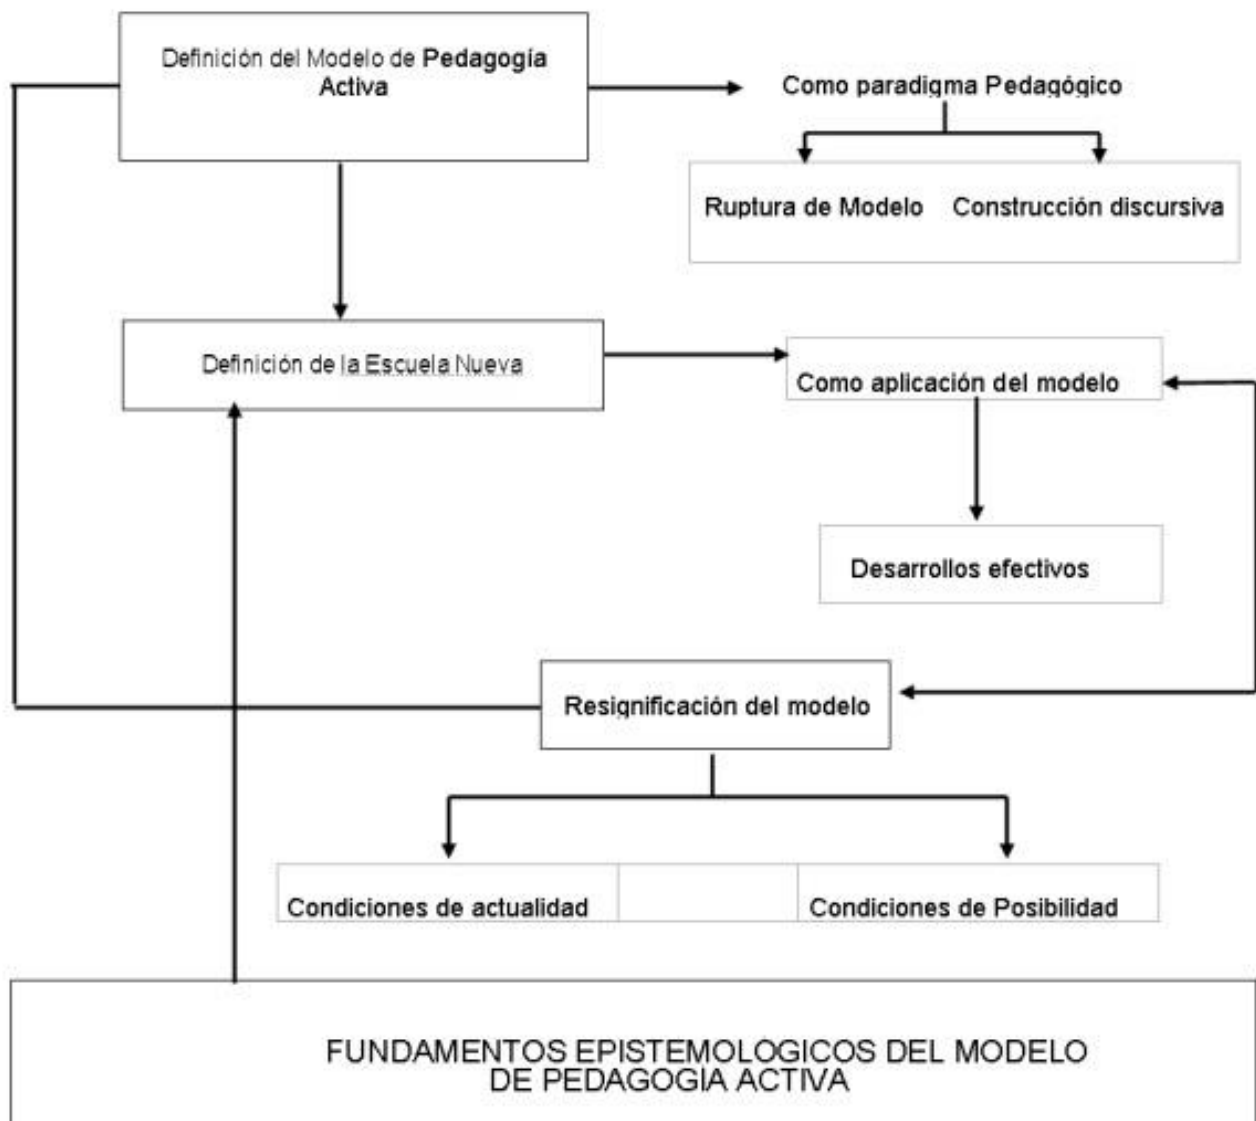 Definición del Modelo de Pedagogía
Activa
Como paradigma Pedagógico
Ruptura de Modelo
Construcción discursiva
Definición de la Escuela Nueva
Como aplicación del modelo
Desarrollos efectivos
Resignificación del modelo
Condiciones de actualidad
Condiciones de Posibilidad
FUNDAMENTOS EPISTEMOLÓGICOS DEL MODELO
DE PEDAGOGIA ACTIVA